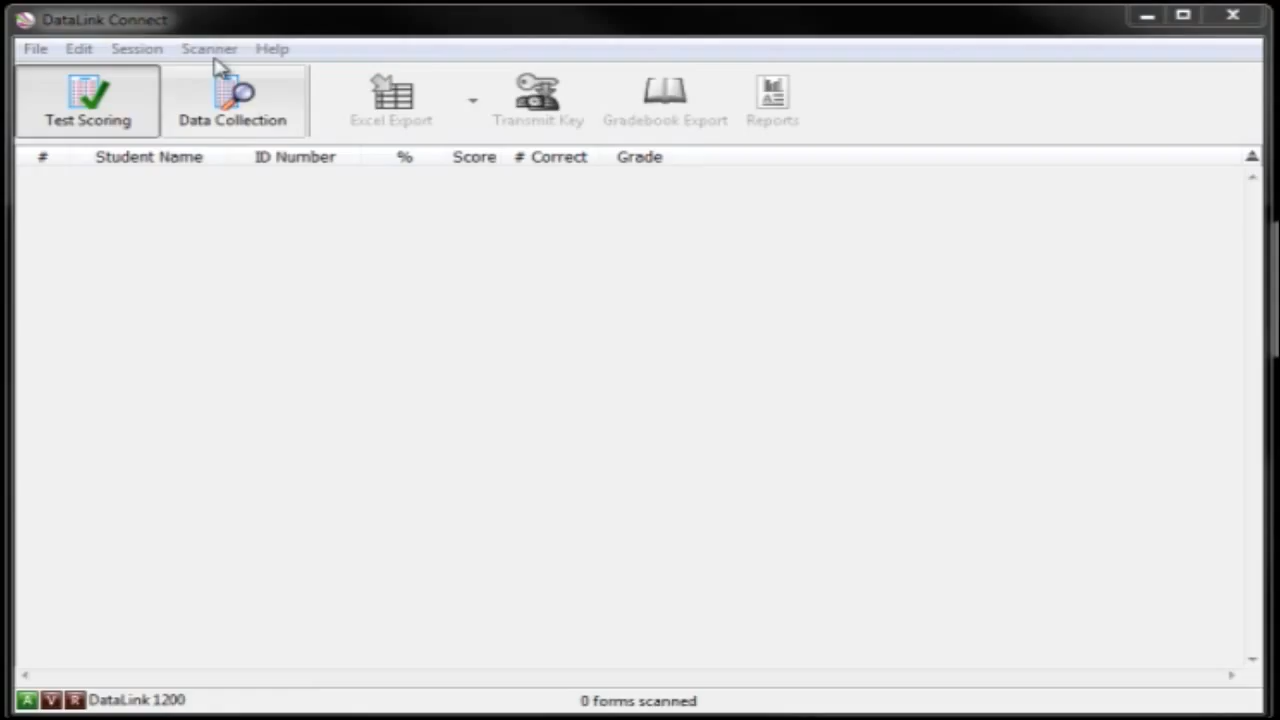 DataLink Connect
File Edit Session Scanner Help
Test Scoring Data Collection Excel Export Transmit Key Gradebook Export Reports
# Student Name ID Number % Score # Correct Grade
A V R DataLink 1200 0 forms scanned